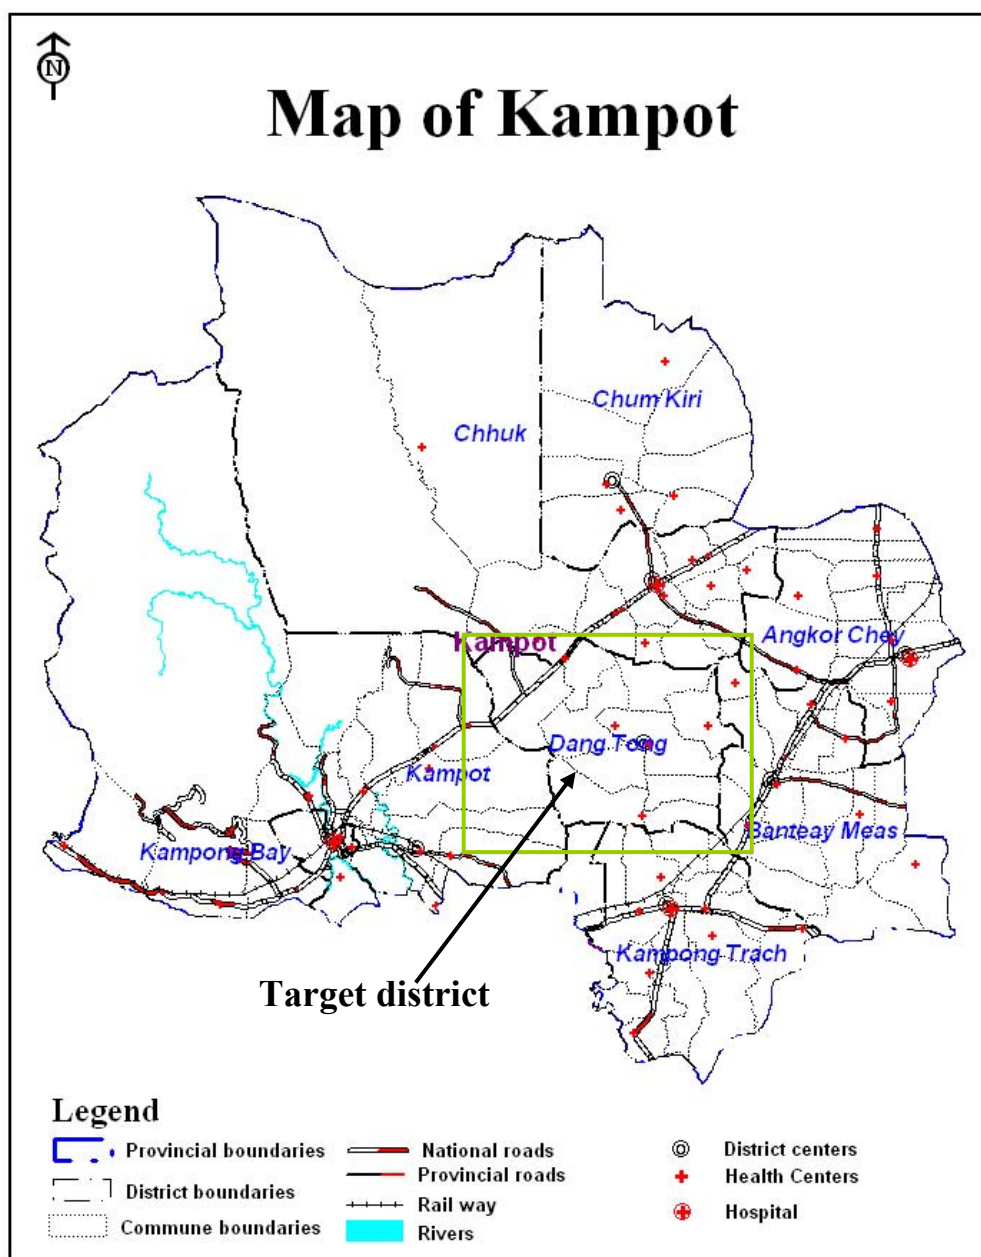 N
Map of Kampot
Chum Kiri
Chhuk
Angkor Chey
Kampot
Dang Tong
Kampot
Banteay Meas
Kampong Bay
Kampong Trach
Target district
Legend
Provincial boundaries
District boundaries
Commune boundaries
National roads
Provincial roads
Rail way
Rivers
District centers
Health Centers
Hospital